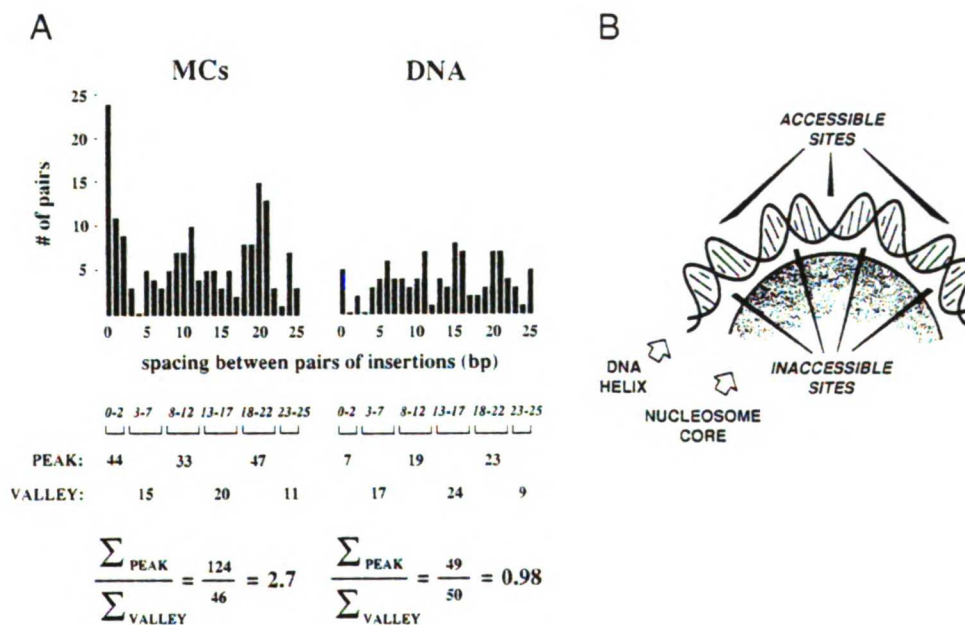 A
MCs
DNA
25
20
15
10
5
# of pairs
0 5 10 15 20 25
0 5 10 15 20 25
spacing between pairs of insertions (bp)
0-2 3-7 8-12 13-17 18-22 23-25
0-2 3-7 8-12 13-17 18-22 23-25
PEAK: 44 33 47 7 19 23
VALLEY: 15 20 11 17 24 9
∑ PEAK / ∑ VALLEY = 124 / 46 = 2.7
∑ PEAK / ∑ VALLEY = 49 / 50 = 0.98
B
ACCESSIBLE
SITES
DNA
HELIX
NUCLEOSOME
CORE
INACCESSIBLE
SITES